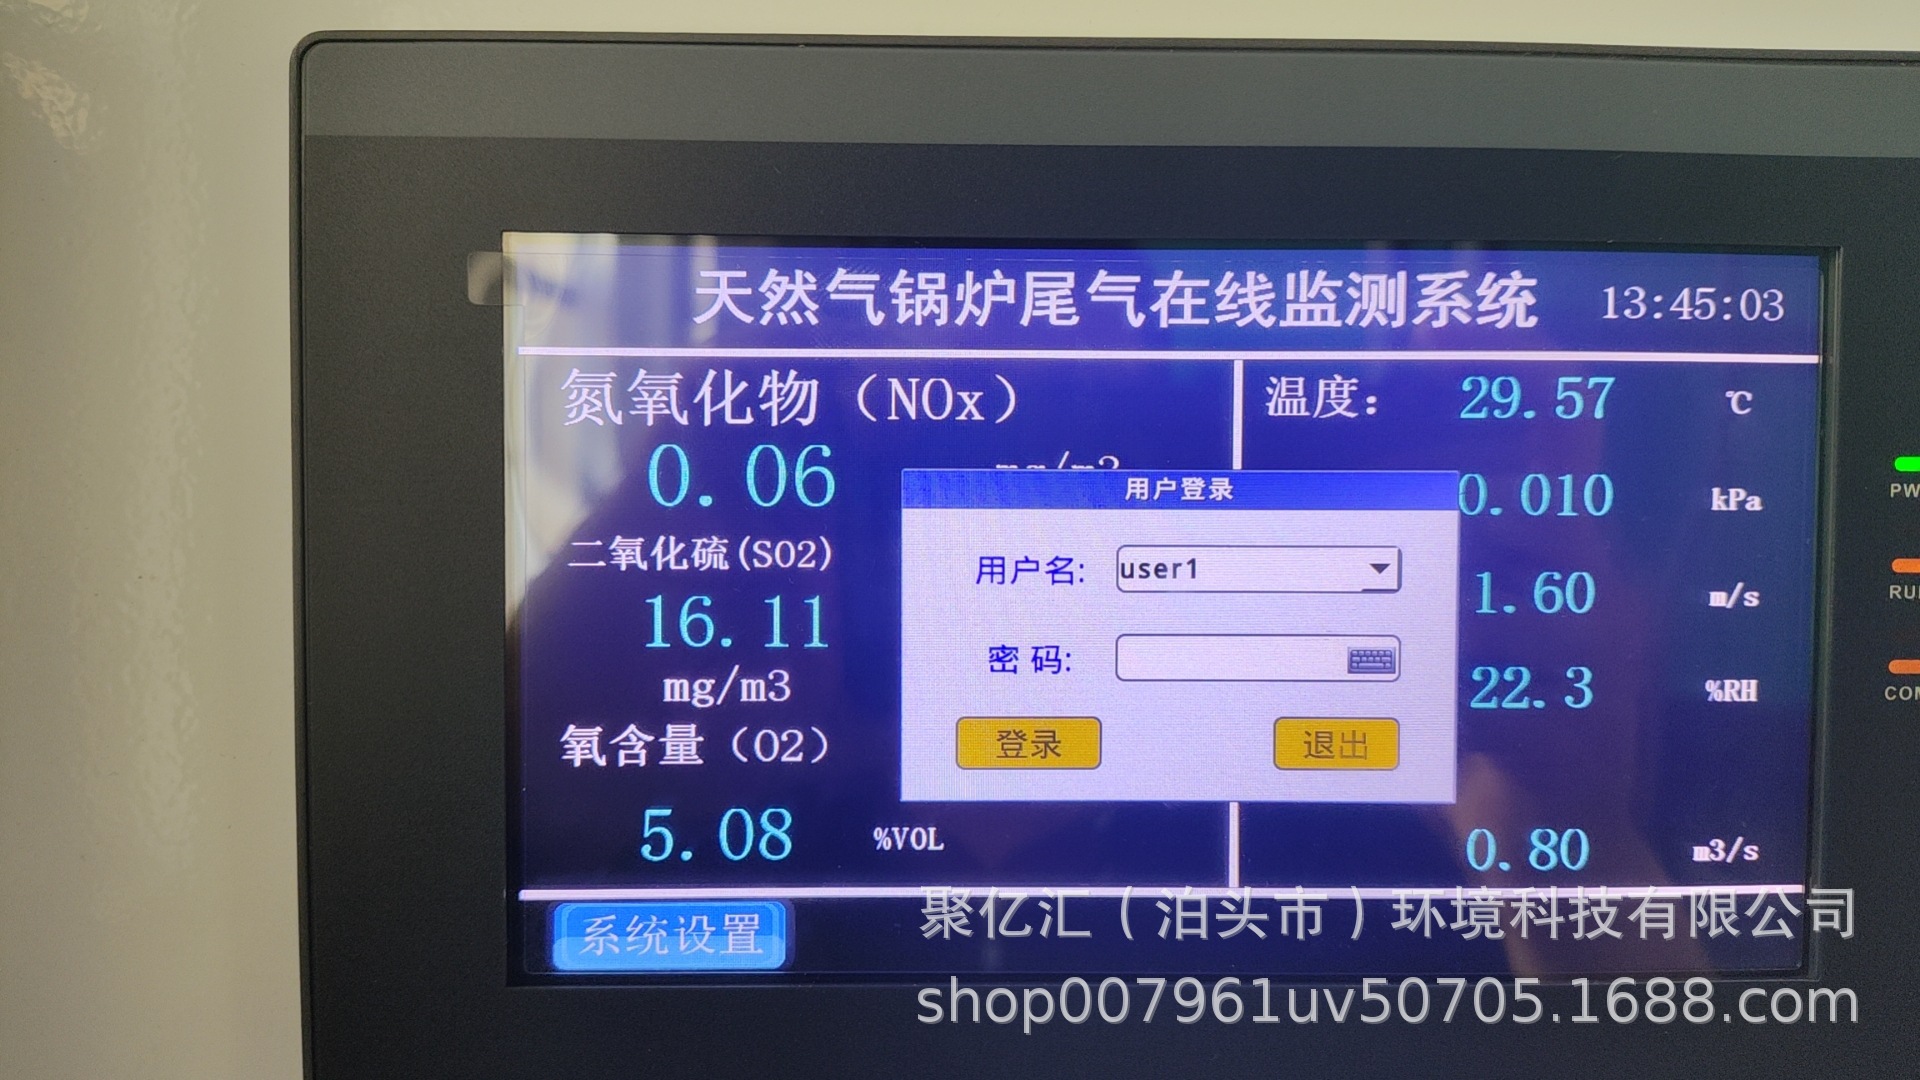 天然气锅炉尾气在线监测系统 13:45:03
氮氧化物（NOx）
0.06
二氧化硫(SO2)
16.11
mg/m3
氧含量（O2）
5.08 %VOL
温度： 29.57 ℃
0.010 kPa
1.60 m/s
22.3 %RH
0.80 m3/s
用户登录
用户名: user1
密 码:
登录 退出
系统设置
聚亿汇（泊头市）环境科技有限公司
shop007961uv50705.1688.com